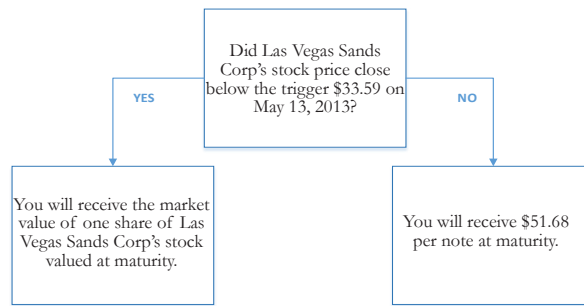 Did Las Vegas Sands
Corp's stock price close
below the trigger $33.59 on
May 13, 2013?
YES
NO
You will receive the market
value of one share of Las
Vegas Sands Corp's stock
valued at maturity.
You will receive $51.68
per note at maturity.